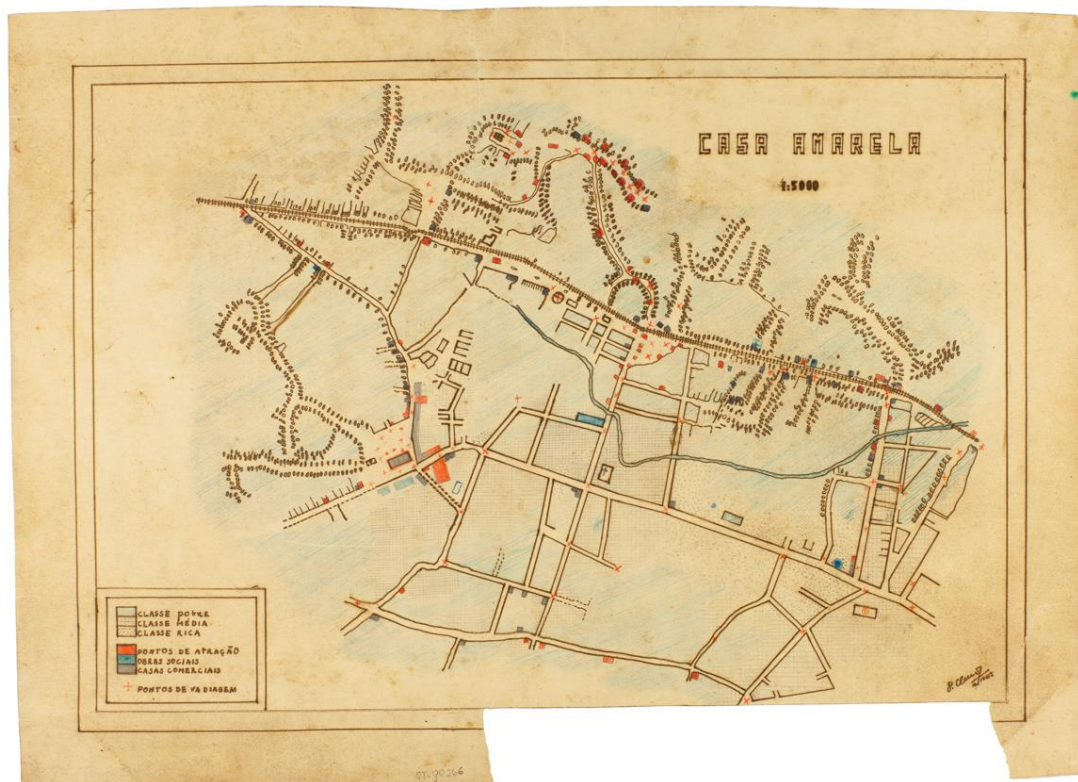 CASA AMARELA
1:5000
CLASSE POBRE
CLASSE MÉDIA
CLASSE RICA
PONTOS DE ATRAÇÃO
OBRAS SOCIAIS
CASAS COMERCIAIS
PONTOS DE VADIAGEM